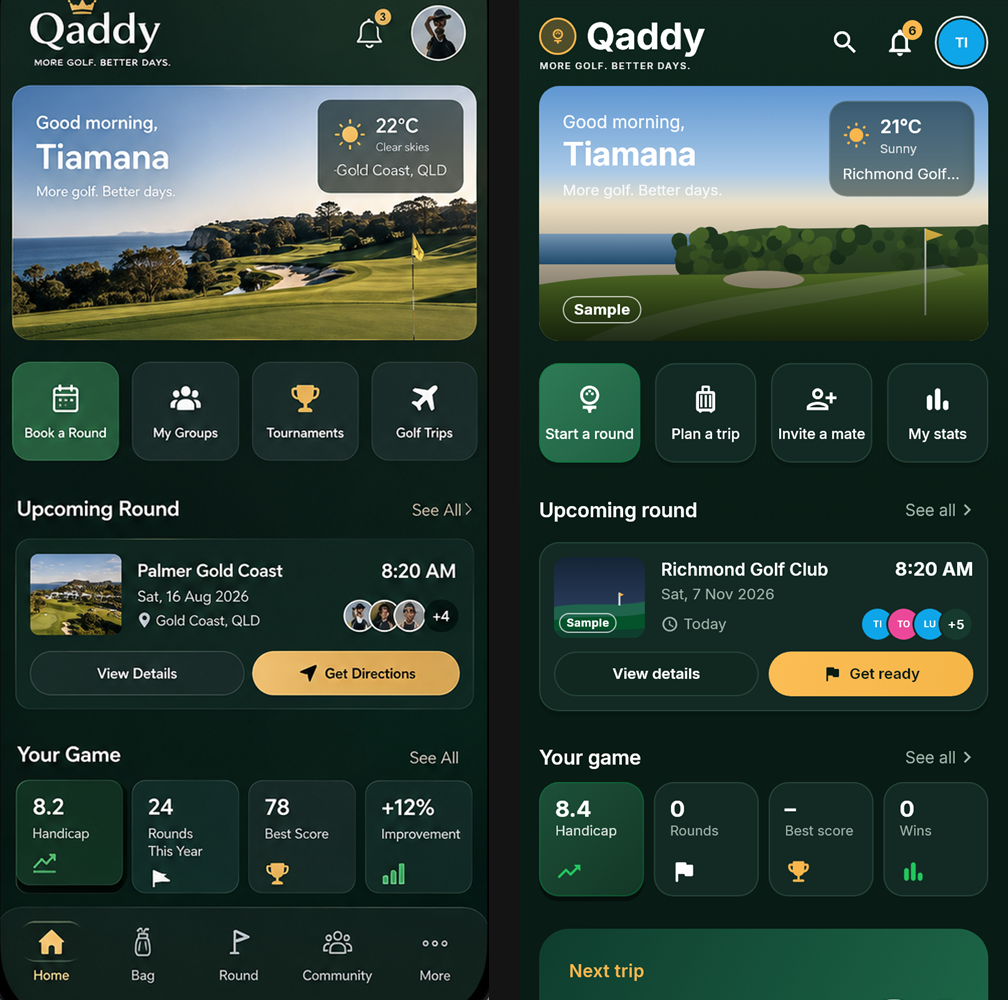 Qaddy
3
MORE GOLF. BETTER DAYS.
Good morning,
Tiamana
More golf. Better days.
22°C
Clear skies
Gold Coast, QLD
Book a Round
My Groups
Tournaments
Golf Trips
Upcoming Round
See All
Palmer Gold Coast
8:20 AM
Sat, 16 Aug 2026
Gold Coast, QLD
+4
View Details
Get Directions
Your Game
See All
8.2
Handicap
24
Rounds
This Year
78
Best Score
+12%
Improvement
Home
Bag
Round
Community
More
Qaddy
6
TI
MORE GOLF. BETTER DAYS.
Good morning,
Tiamana
More golf. Better days.
21°C
Sunny
Richmond Golf...
Sample
Start a round
Plan a trip
Invite a mate
My stats
Upcoming round
See all
Richmond Golf Club
8:20 AM
Sat, 7 Nov 2026
Sample
Today
TI
TO
LU
+5
View details
Get ready
Your game
See all
8.4
Handicap
0
Rounds
–
Best score
0
Wins
Next trip